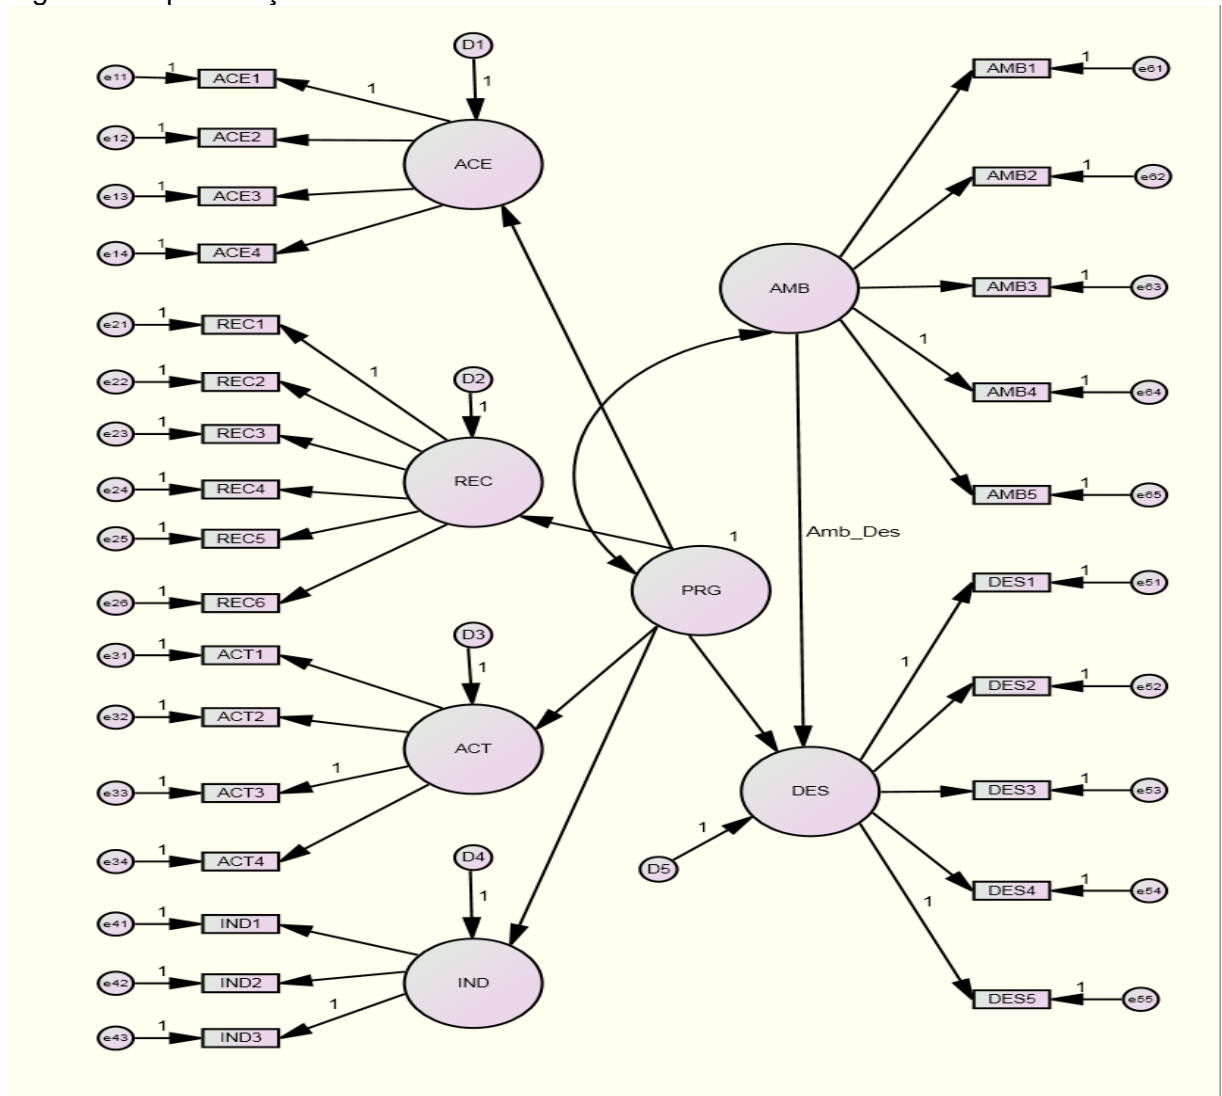 D1
1
e11
1
ACE1
1
e12
1
ACE2
ACE
e13
1
ACE3
e14
1
ACE4
e21
1
REC1
1
e22
1
REC2
D2
1
e23
1
REC3
e24
1
REC4
REC
e25
1
REC5
e26
1
REC6
PRG
1
e31
1
ACT1
D3
1
e32
1
ACT2
ACT
e33
1
ACT3
1
e34
1
ACT4
D4
1
e41
1
IND1
e42
1
IND2
IND
e43
1
IND3
1
AMB
AMB1
1
e61
AMB2
1
e62
AMB3
1
e63
1
AMB4
1
e64
AMB5
1
e65
Amb_Des
DES1
1
e51
1
DES2
1
e52
DES
DES3
1
e53
D5
1
DES4
1
e54
1
DES5
1
e55